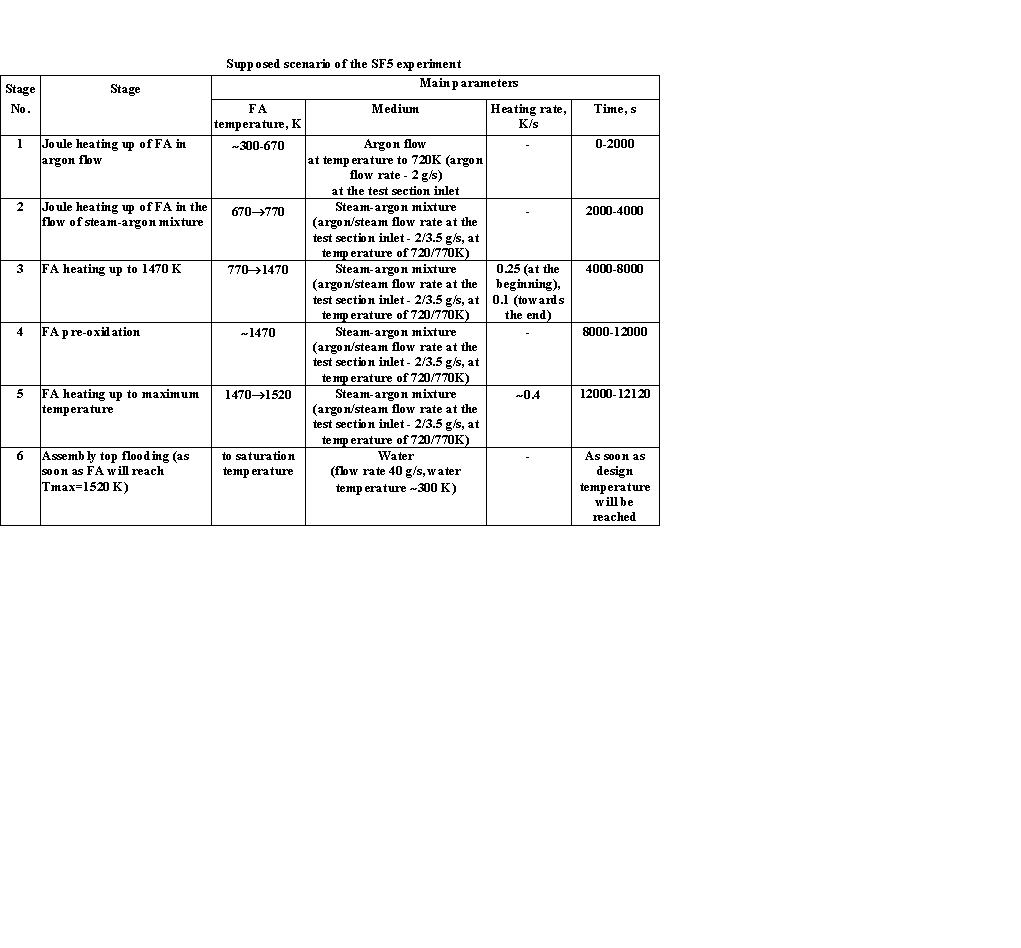 Supposed scenario of the SF5 experiment
Stage No.
Stage
Main parameters
FA temperature, K
Medium
Heating rate, K/s
Time, s
1
Joule heating up of FA in
argon flow
~300-670
Argon flow
at temperature to 720K (argon
flow rate - 2 g/s)
at the test section inlet
-
0-2000
2
Joule heating up of FA in the
flow of steam-argon mixture
670→770
Steam-argon mixture
(argon/steam flow rate at the
test section inlet - 2/3.5 g/s, at
temperature of 720/770K)
-
2000-4000
3
FA heating up to 1470 K
770→1470
Steam-argon mixture
(argon/steam flow rate at the
test section inlet - 2/3.5 g/s, at
temperature of 720/770K)
0.25 (at the
beginning),
0.1 (towards
the end)
4000-8000
4
FA pre-oxidation
~1470
Steam-argon mixture
(argon/steam flow rate at the
test section inlet - 2/3.5 g/s, at
temperature of 720/770K)
-
8000-12000
5
FA heating up to maximum
temperature
1470→1520
Steam-argon mixture
(argon/steam flow rate at the
test section inlet - 2/3.5 g/s, at
temperature of 720/770K)
~0.4
12000-12120
6
Assembly top flooding (as
soon as FA will reach
Tmax=1520 K)
to saturation
temperature
Water
(flow rate 40 g/s, water
temperature ~300 K)
-
As soon as
design
temperature
will be
reached